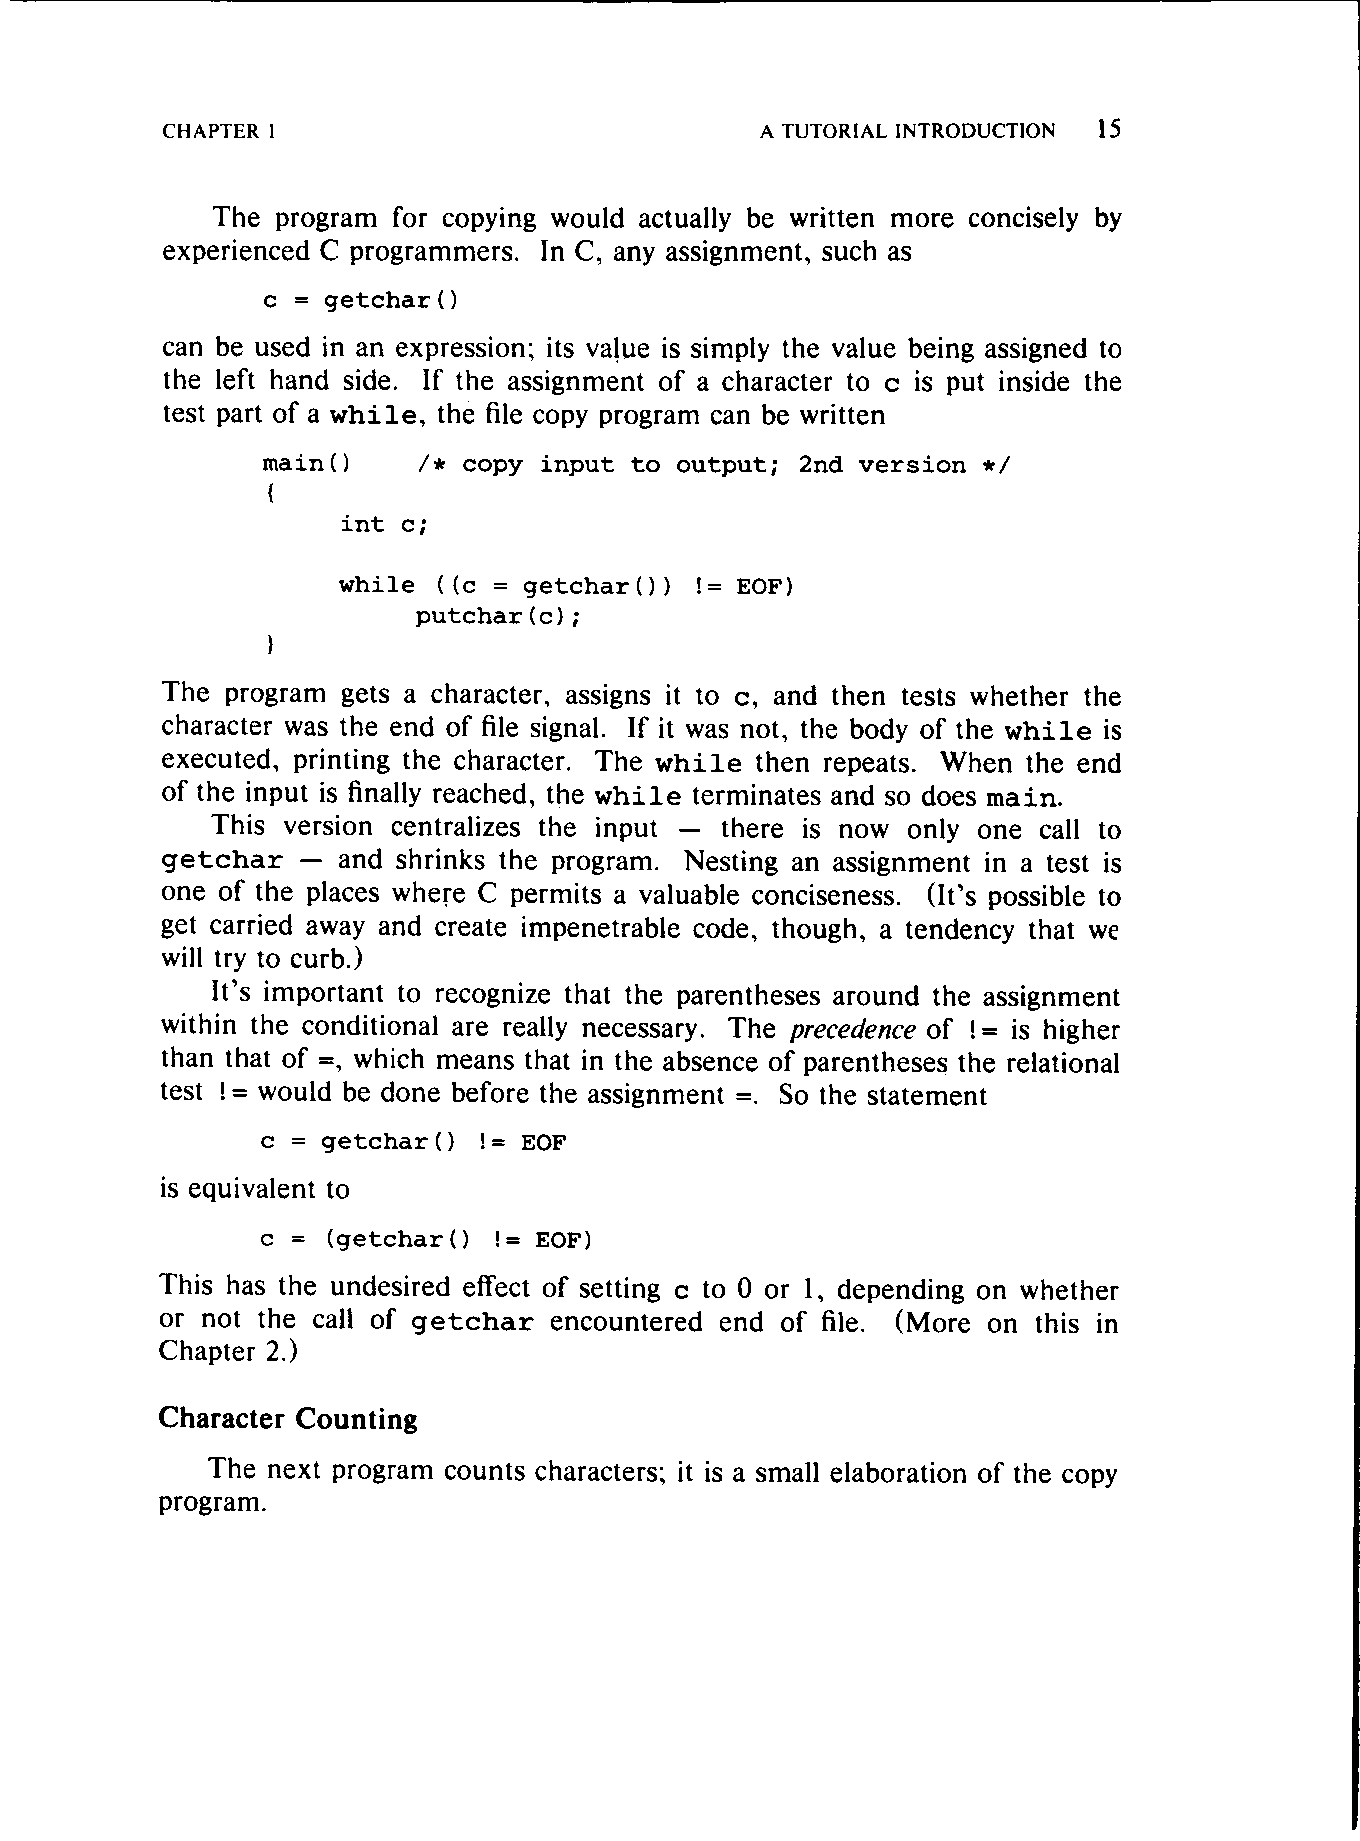 CHAPTER 1 A TUTORIAL INTRODUCTION 15
The program for copying would actually be written more concisely by
experienced C programmers. In C, any assignment, such as
c = getchar()
can be used in an expression; its value is simply the value being assigned to
the left hand side. If the assignment of a character to c is put inside the
test part of a while, the file copy program can be written
main() /* copy input to output; 2nd version */
{
int c;
while ((c = getchar()) != EOF)
putchar(c);
}
The program gets a character, assigns it to c, and then tests whether the
character was the end of file signal. If it was not, the body of the while is
executed, printing the character. The while then repeats. When the end
of the input is finally reached, the while terminates and so does main.
This version centralizes the input — there is now only one call to
getchar — and shrinks the program. Nesting an assignment in a test is
one of the places where C permits a valuable conciseness. (It's possible to
get carried away and create impenetrable code, though, a tendency that we
will try to curb.)
It's important to recognize that the parentheses around the assignment
within the conditional are really necessary. The precedence of != is higher
than that of =, which means that in the absence of parentheses the relational
test != would be done before the assignment =. So the statement
c = getchar() != EOF
is equivalent to
c = (getchar() != EOF)
This has the undesired effect of setting c to 0 or 1, depending on whether
or not the call of getchar encountered end of file. (More on this in
Chapter 2.)
Character Counting
The next program counts characters; it is a small elaboration of the copy
program.